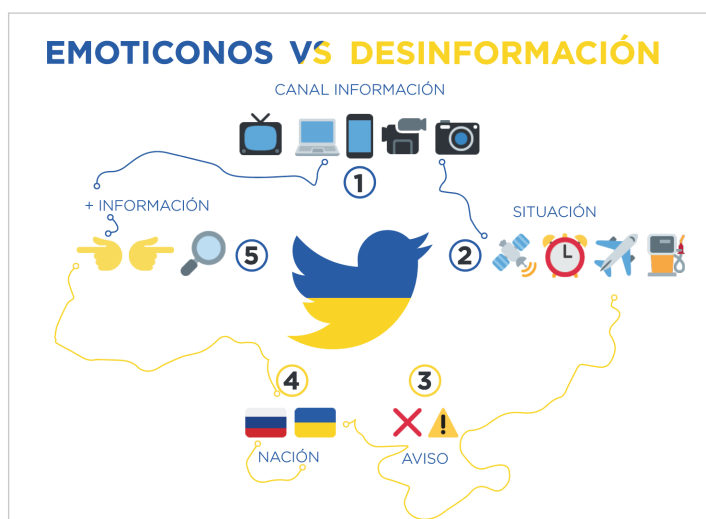 EMOTICONOS VS DESINFORMACIÓN
CANAL INFORMACIÓN
1
+ INFORMACIÓN
SITUACIÓN
5
2
4
3
NACIÓN
AVISO